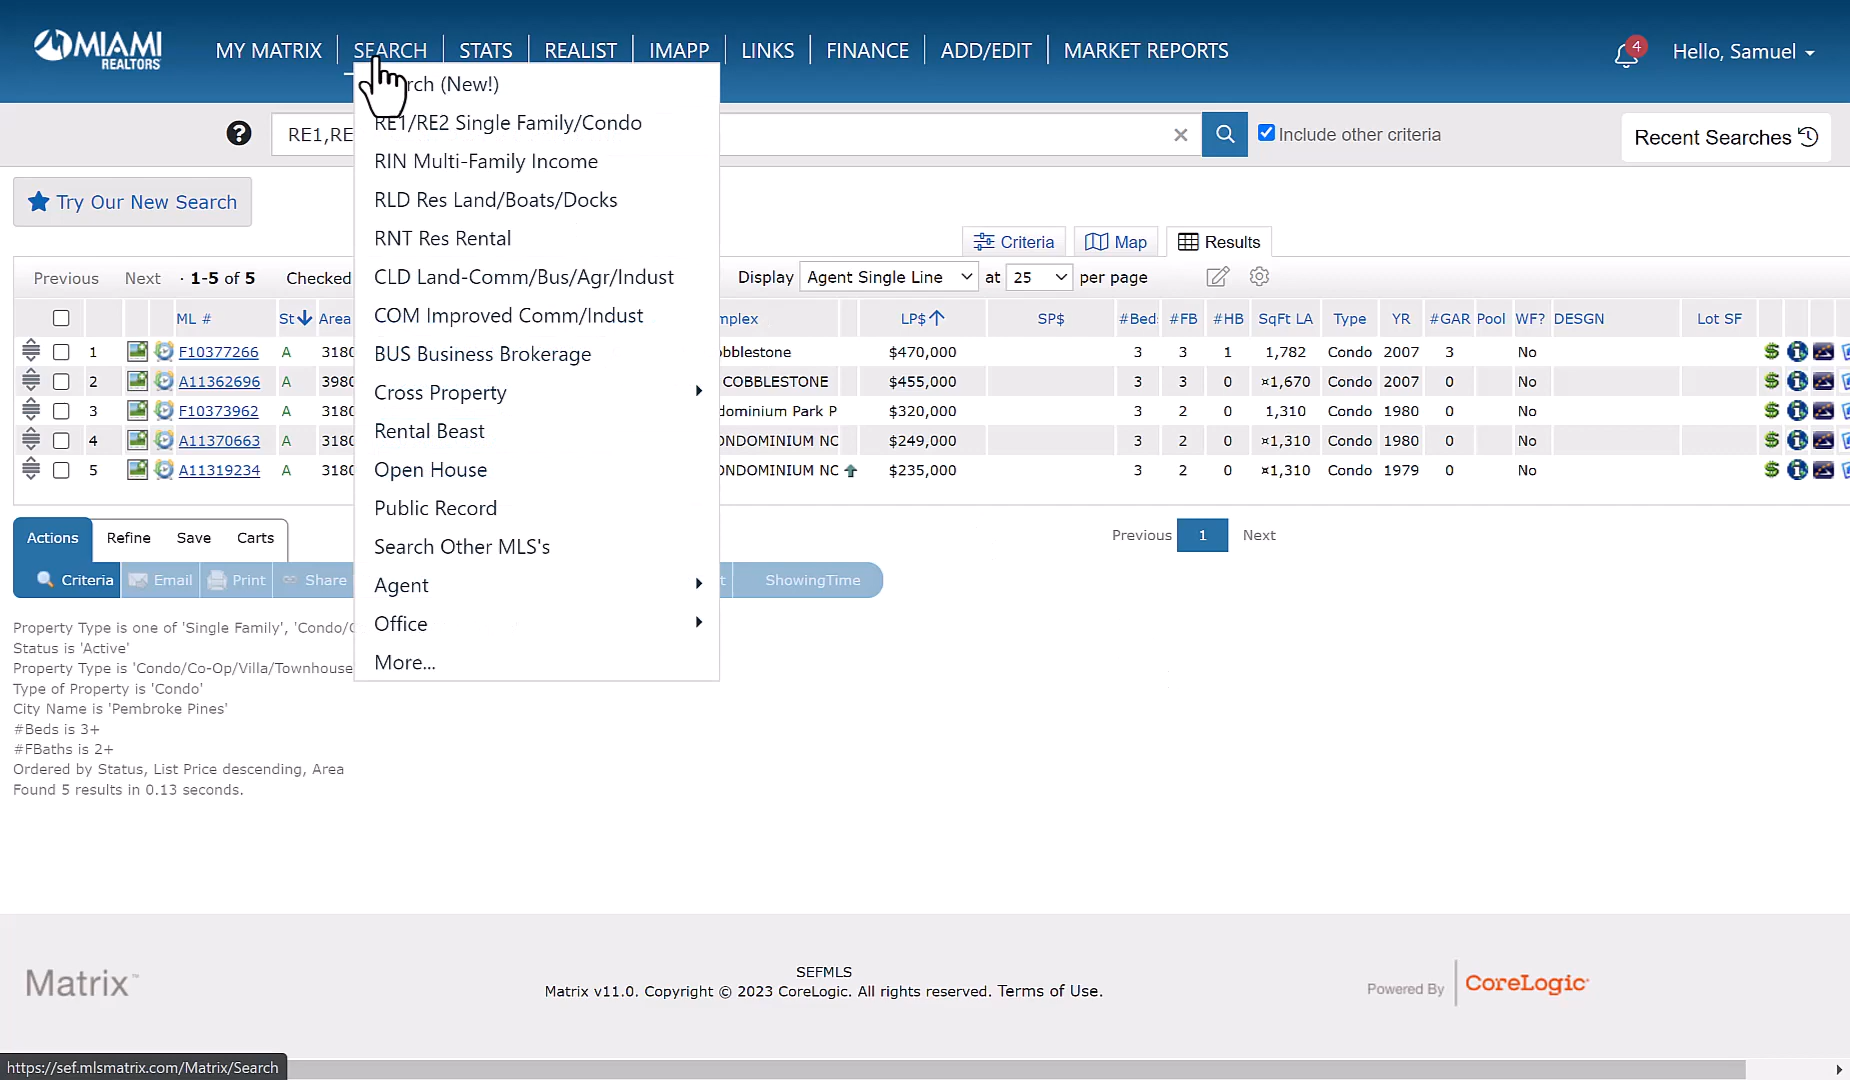 MIAMI
REALTORS®
MY MATRIX
SEARCH
STATS
REALIST
IMAPP
LINKS
FINANCE
ADD/EDIT
MARKET REPORTS
4
Hello, Samuel
rch (New!)
RE1/RE2 Single Family/Condo
RIN Multi-Family Income
RLD Res Land/Boats/Docks
RNT Res Rental
CLD Land-Comm/Bus/Agr/Indust
COM Improved Comm/Indust
BUS Business Brokerage
Cross Property
Rental Beast
Open House
Public Record
Search Other MLS's
Agent
Office
More...
?
RE1,RE
Include other criteria
Recent Searches
Try Our New Search
Criteria
Map
Results
Previous Next · 1-5 of 5 Checked
Display Agent Single Line at 25 per page
ML # St Area mplex LP$ SP$ #Bed: #FB #HB SqFt LA Type YR #GAR Pool WF? DESGN Lot SF
1 F10377266 A 3180 obblestone $470,000 3 3 1 1,782 Condo 2007 3 No
2 A11362696 A 3980 COBBLESTONE $455,000 3 3 0 ¤1,670 Condo 2007 0 No
3 F10373962 A 3180 dominium Park P $320,000 3 2 0 1,310 Condo 1980 0 No
4 A11370663 A 3180 ONDOMINIUM NC $249,000 3 2 0 ¤1,310 Condo 1980 0 No
5 A11319234 A 3180 ONDOMINIUM NC $235,000 3 2 0 ¤1,310 Condo 1979 0 No
Previous 1 Next
Actions Refine Save Carts
Criteria Email Print Share t ShowingTime
Property Type is one of 'Single Family', 'Condo/C
Status is 'Active'
Property Type is 'Condo/Co-Op/Villa/Townhouse
Type of Property is 'Condo'
City Name is 'Pembroke Pines'
#Beds is 3+
#FBaths is 2+
Ordered by Status, List Price descending, Area
Found 5 results in 0.13 seconds.
Matrix™
SEFMLS
Matrix v11.0. Copyright © 2023 CoreLogic. All rights reserved. Terms of Use.
Powered By CoreLogic®
https://sef.mlsmatrix.com/Matrix/Search